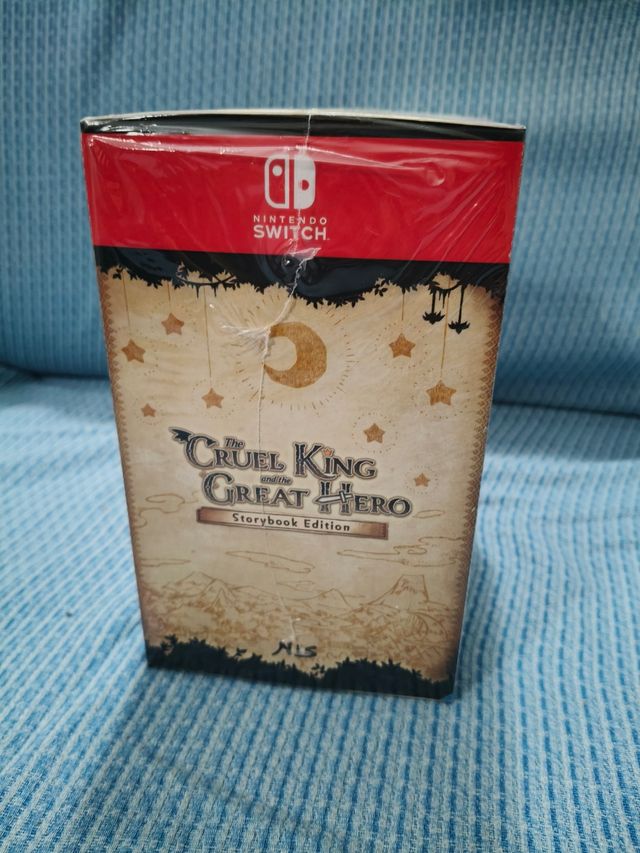 NINTENDO
SWITCH
The
CRUEL KING
and the
GREAT HERO
Storybook Edition
NIS